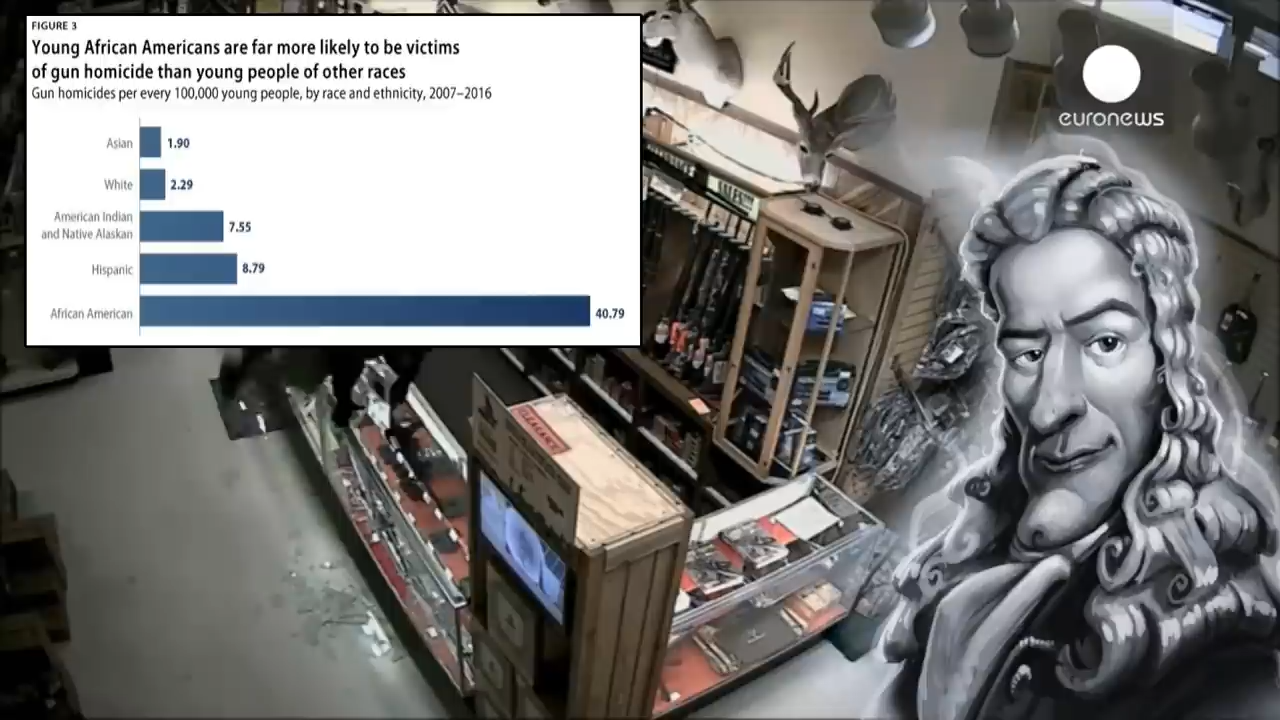 FIGURE 3
Young African Americans are far more likely to be victims
of gun homicide than young people of other races
Gun homicides per every 100,000 young people, by race and ethnicity, 2007–2016
Asian 1.90
White 2.29
American Indian
and Native Alaskan 7.55
Hispanic 8.79
African American 40.79
euronews
SALES
CLEARANCE